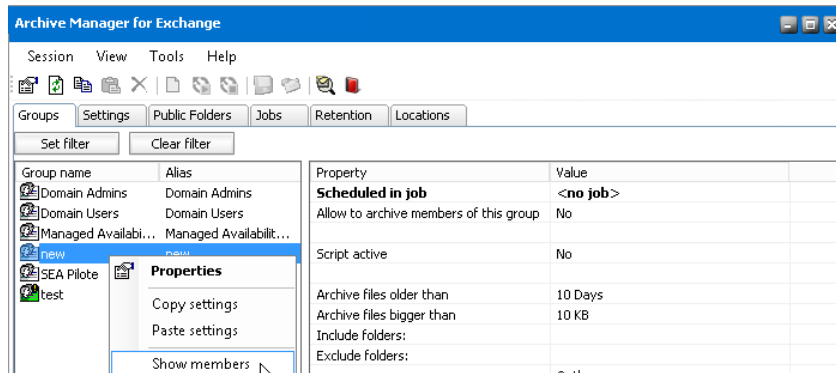 Archive Manager for Exchange
Session View Tools Help
Groups Settings Public Folders Jobs Retention Locations
Set filter Clear filter
Group name Alias Property Value
Domain Admins Domain Admins Scheduled in job <no job>
Domain Users Domain Users Allow to archive members of this group No
Managed Availabi... Managed Availabilit...
new new Script active No
SEA Pilote Properties
test Archive files older than 10 Days
Copy settings Archive files bigger than 10 KB
Paste settings Include folders:
Show members Exclude folders: